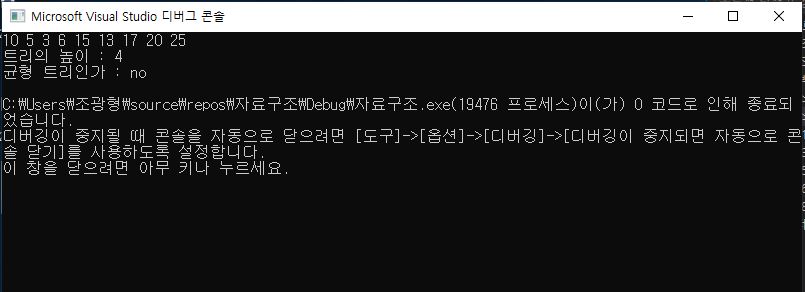 Microsoft Visual Studio 디버그 콘솔
10 5 3 6 15 13 17 20 25
트리의 높이 : 4
균형 트리인가 : no
C:₩Users₩조광형₩source₩repos₩자료구조₩Debug₩자료구조.exe(19476 프로세스)이(가) 0 코드로 인해 종료되
었습니다.
디버깅이 중지될 때 콘솔을 자동으로 닫으려면 [도구]->[옵션]->[디버깅]->[디버깅이 중지되면 자동으로 콘
솔 닫기]를 사용하도록 설정합니다.
이 창을 닫으려면 아무 키나 누르세요.